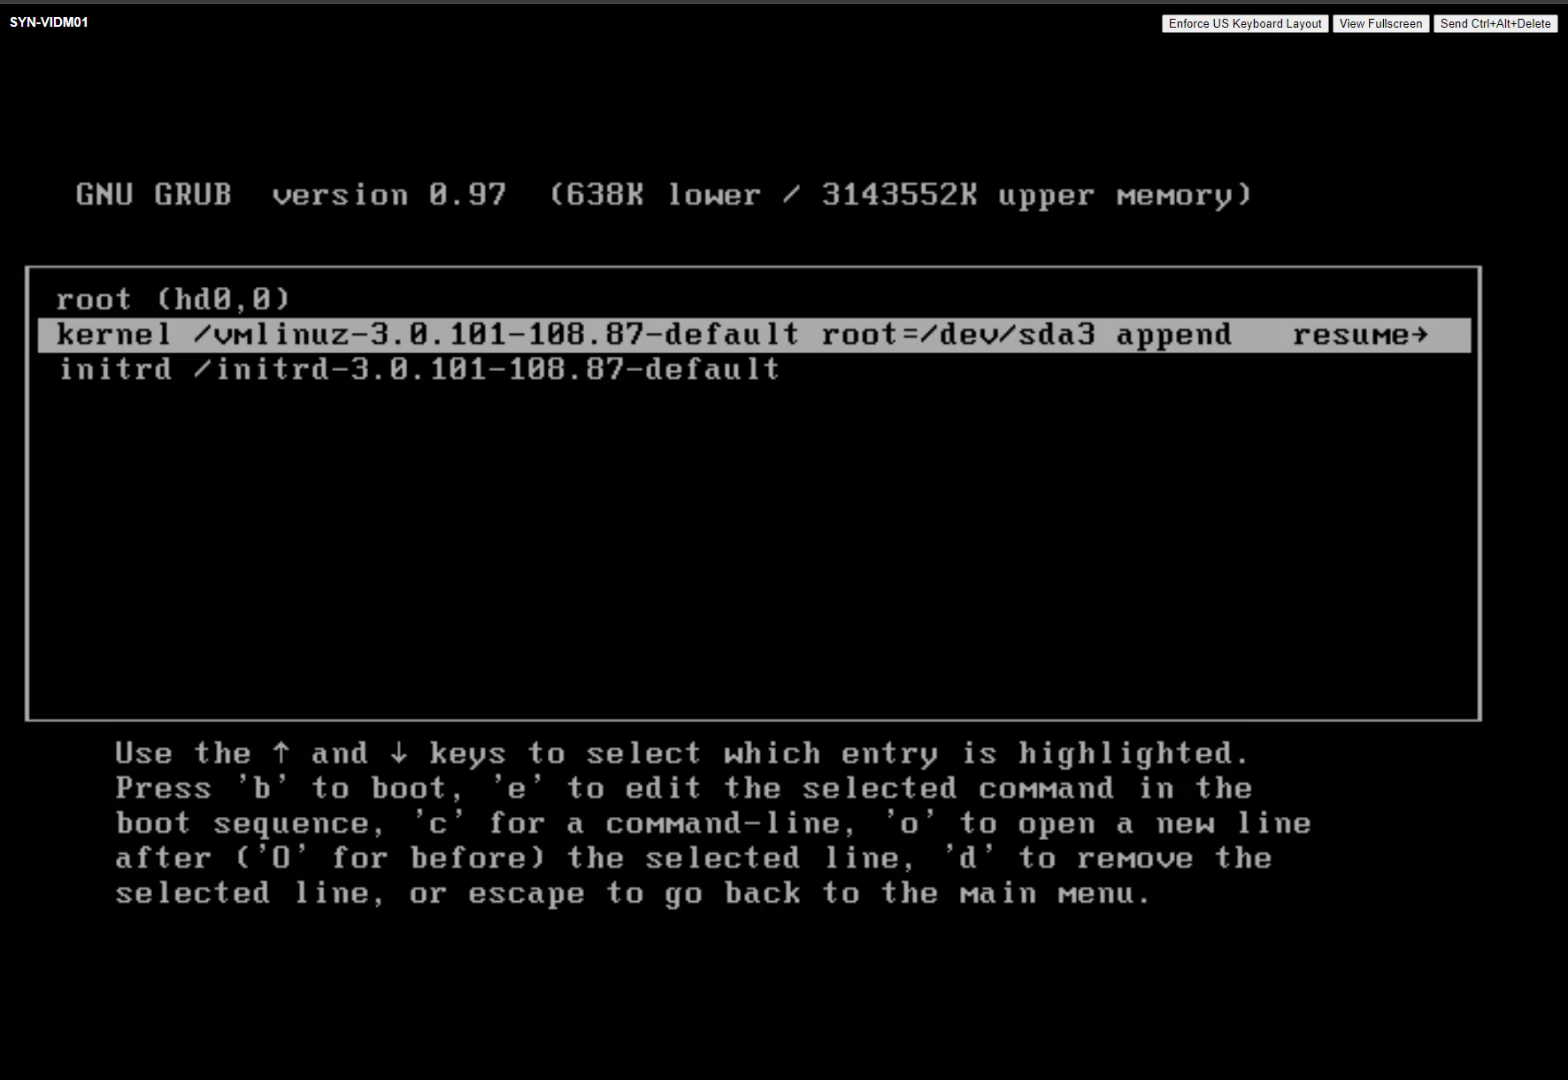 SYN-VIDM01
Enforce US Keyboard Layout View Fullscreen Send Ctrl+Alt+Delete
GNU GRUB version 0.97 (638K lower / 3143552K upper memory)
root (hd0,0)
kernel /vmlinuz-3.0.101-108.87-default root=/dev/sda3 append resume→
initrd /initrd-3.0.101-108.87-default
Use the ↑ and ↓ keys to select which entry is highlighted.
Press 'b' to boot, 'e' to edit the selected command in the
boot sequence, 'c' for a command-line, 'o' to open a new line
after ('O' for before) the selected line, 'd' to remove the
selected line, or escape to go back to the main menu.